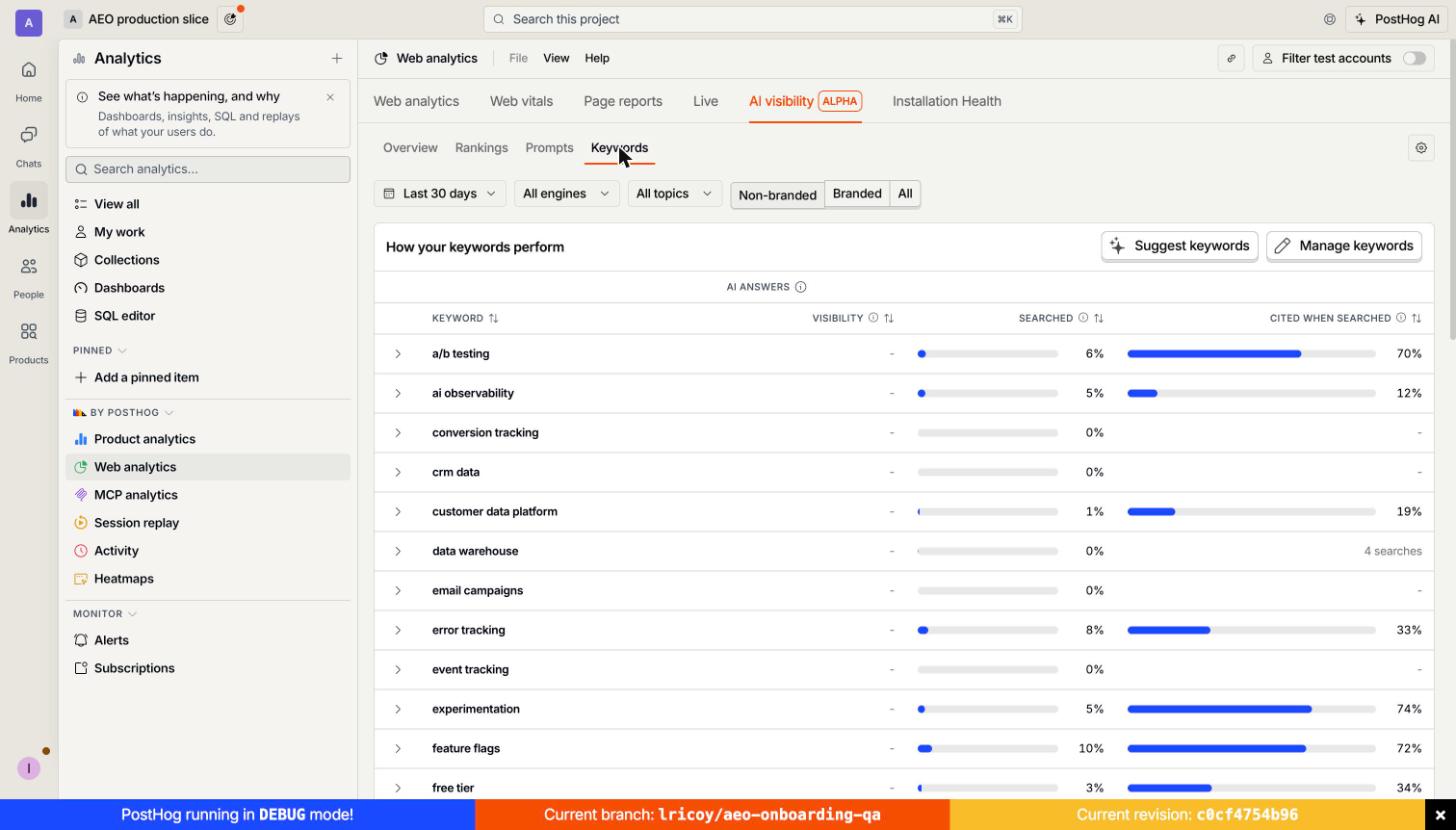 A
A AEO production slice
Search this project
⌘K
PostHog AI
Home
Chats
Analytics
People
Products
I
Analytics
See what's happening, and why
Dashboards, insights, SQL and replays
of what your users do.
Search analytics...
View all
My work
Collections
Dashboards
SQL editor
PINNED
Add a pinned item
BY POSTHOG
Product analytics
Web analytics
MCP analytics
Session replay
Activity
Heatmaps
MONITOR
Alerts
Subscriptions
Web analytics File View Help
Filter test accounts
Web analytics Web vitals Page reports Live AI visibility ALPHA Installation Health
Overview Rankings Prompts Keywords
Last 30 days All engines All topics Non-branded Branded All
How your keywords perform
Suggest keywords Manage keywords
AI ANSWERS
KEYWORD VISIBILITY SEARCHED CITED WHEN SEARCHED
a/b testing - 6% 70%
ai observability - 5% 12%
conversion tracking - 0% -
crm data - 0% -
customer data platform - 1% 19%
data warehouse - 0% 4 searches
email campaigns - 0% -
error tracking - 8% 33%
event tracking - 0% -
experimentation - 5% 74%
feature flags - 10% 72%
free tier - 3% 34%
PostHog running in DEBUG mode! Current branch: lricoy/aeo-onboarding-qa Current revision: c0cf4754b96